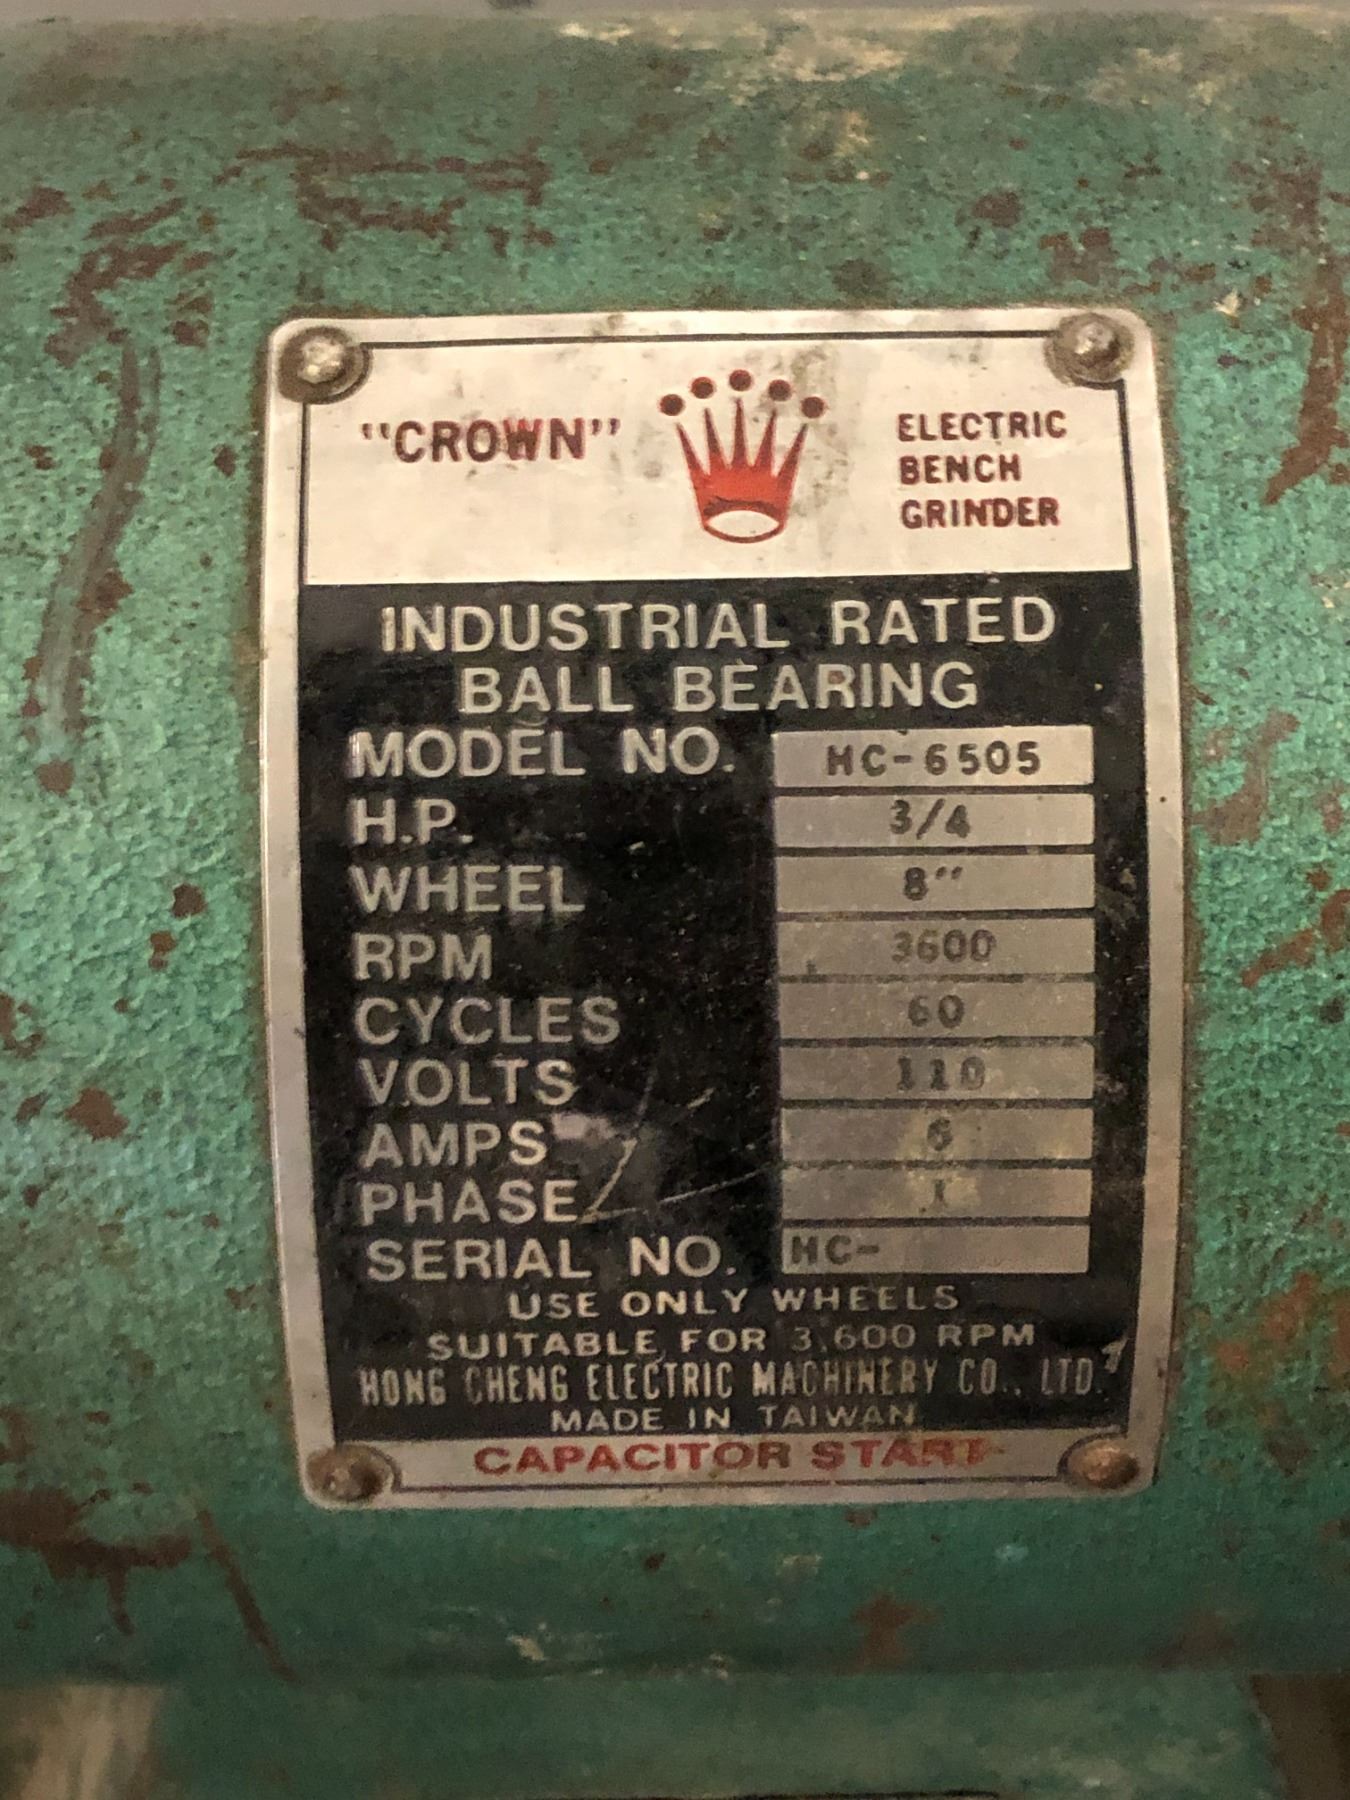 "CROWN"
ELECTRIC
BENCH
GRINDER
INDUSTRIAL RATED
BALL BEARING
MODEL NO. HC-6505
H.P. 3/4
WHEEL 8"
RPM 3600
CYCLES 60
VOLTS 110
AMPS 6
PHASE 1
SERIAL NO. HC-
USE ONLY WHEELS
SUITABLE FOR 3,600 RPM
HONG CHENG ELECTRIC MACHINERY CO., LTD.
MADE IN TAIWAN
CAPACITOR START